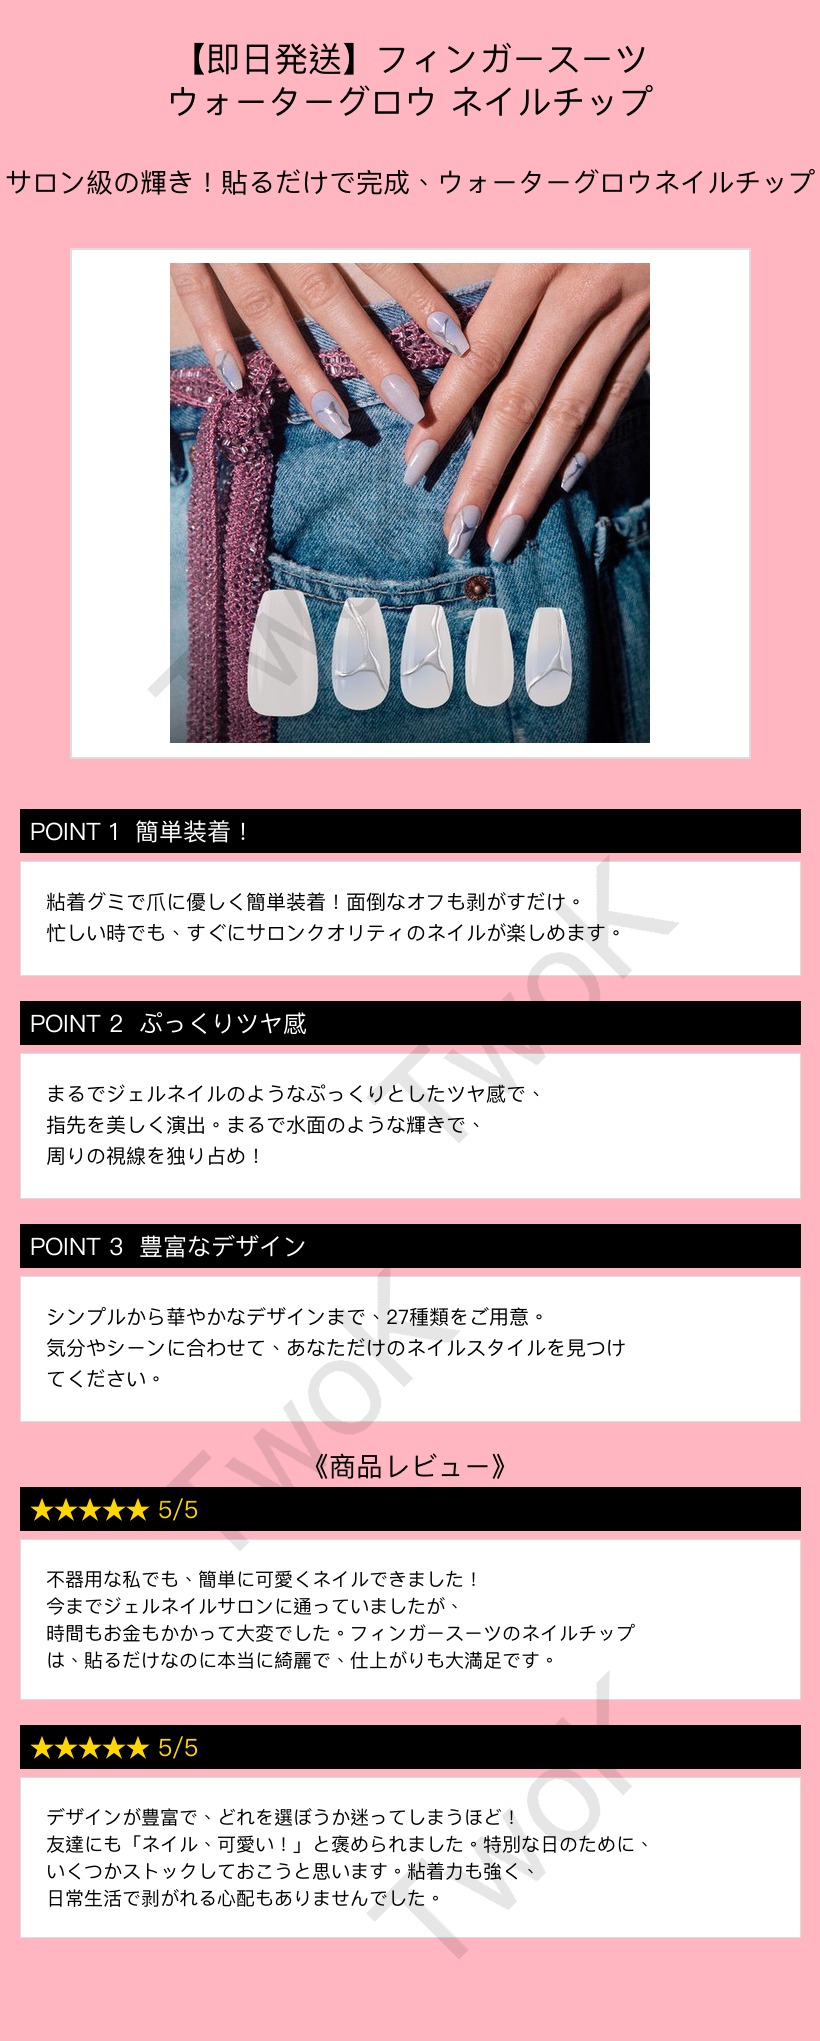 【即日発送】フィンガースーツ
ウォーターグロウ ネイルチップ
サロン級の輝き！貼るだけで完成、ウォーターグロウネイルチップ
TwoK
POINT 1 簡単装着！
粘着グミで爪に優しく簡単装着！面倒なオフも剥がすだけ。
忙しい時でも、すぐにサロンクオリティのネイルが楽しめます。
TwoK
POINT 2 ぷっくりツヤ感
まるでジェルネイルのようなぷっくりとしたツヤ感で、
指先を美しく演出。まるで水面のような輝きで、
周りの視線を独り占め！
POINT 3 豊富なデザイン
シンプルから華やかなデザインまで、27種類をご用意。
気分やシーンに合わせて、あなただけのネイルスタイルを見つけ
てください。
TwoK
《商品レビュー》
★★★★★ 5/5
不器用な私でも、簡単に可愛くネイルできました！
今までジェルネイルサロンに通っていましたが、
時間もお金もかかって大変でした。フィンガースーツのネイルチップ
は、貼るだけなのに本当に綺麗で、仕上がりも大満足です。
★★★★★ 5/5
デザインが豊富で、どれを選ぼうか迷ってしまうほど！
友達にも「ネイル、可愛い！」と褒められました。特別な日のために、
いくつかストックしておこうと思います。粘着力も強く、
日常生活で剥がれる心配もありませんでした。
TwoK